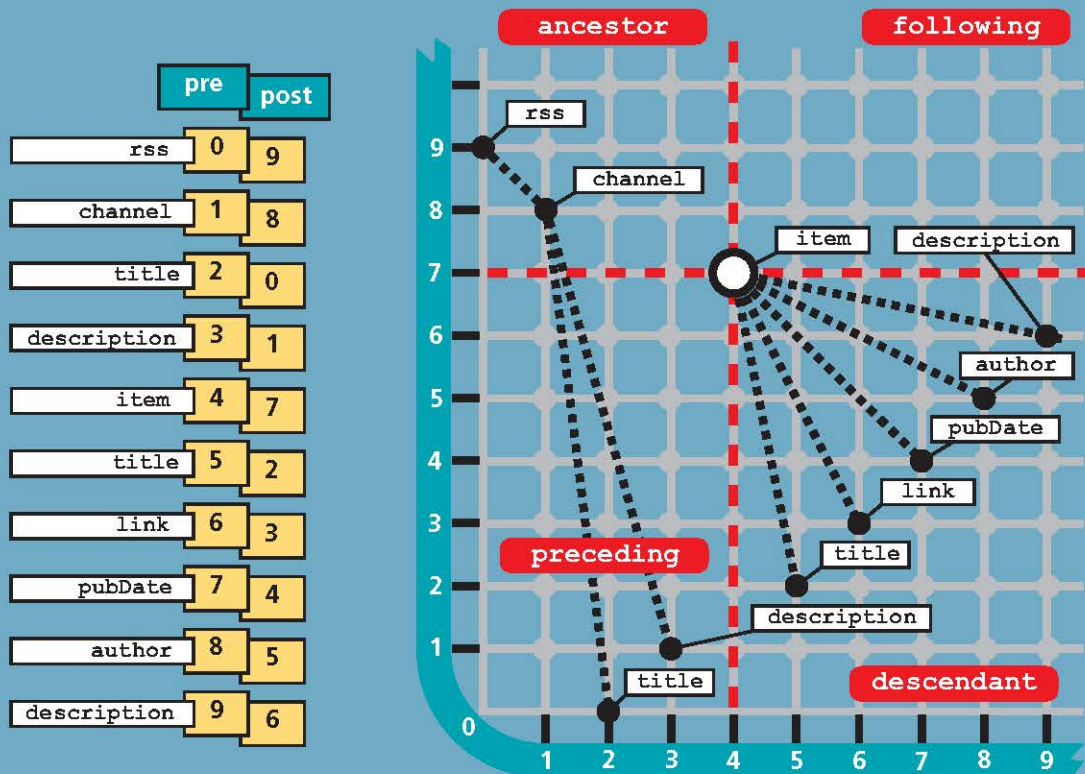 pre post
rss 0 9
channel 1 8
title 2 0
description 3 1
item 4 7
title 5 2
link 6 3
pubDate 7 4
author 8 5
description 9 6
ancestor following
rss
9
channel
8
item description
7
6
author
5
pubDate
4
link
3
preceding title
2
description
1
title descendant
0
1 2 3 4 5 6 7 8 9